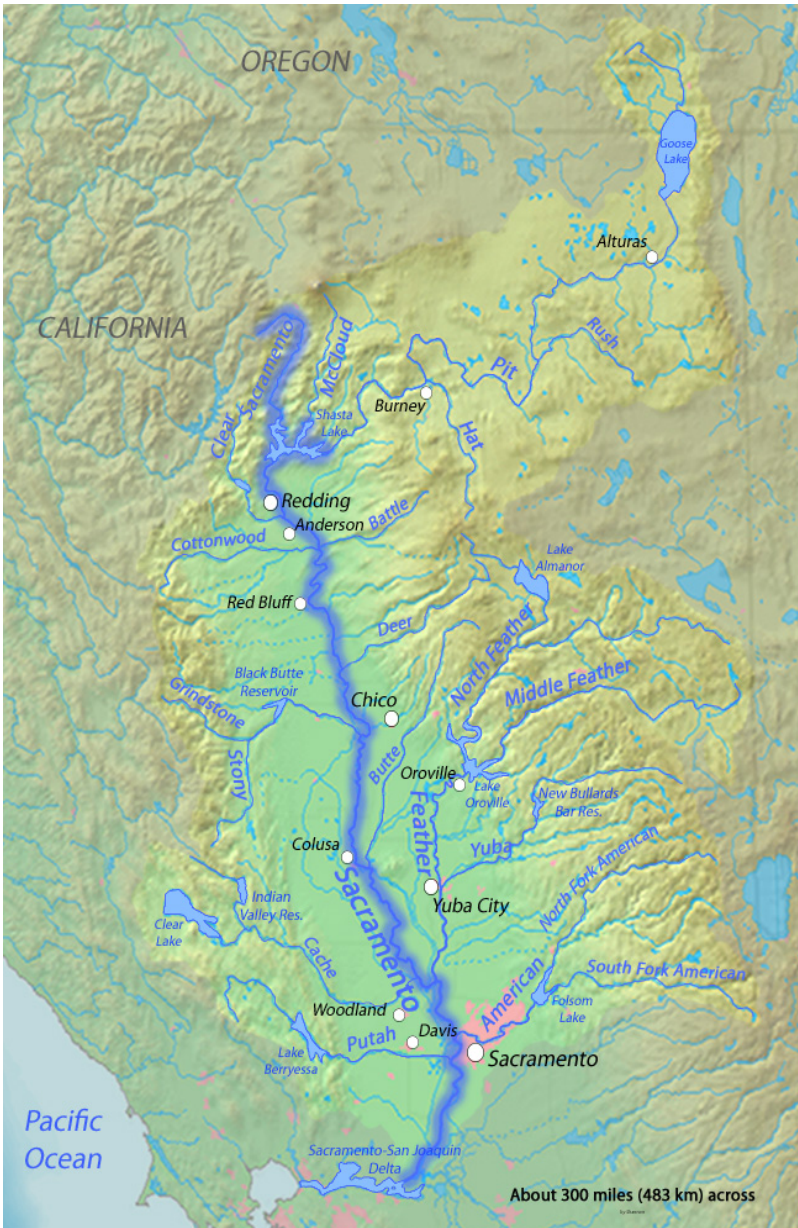 OREGON
Goose
Lake
Alturas
CALIFORNIA
Rush
Sacramento
McCloud
Pit
Burney
Clear
Shasta
Lake
Hat
Redding
Battle
Anderson
Cottonwood
Lake
Almanor
Red Bluff
Deer
North Feather
Black Butte
Reservoir
Middle Feather
Grindstone
Chico
Butte
Stony
Oroville
Lake
Oroville
New Bullards
Bar Res.
Feather
Colusa
Yuba
North Fork American
Sacramento
Yuba City
Indian
Valley Res.
Clear
Lake
Cache
American
South Fork American
Folsom
Lake
Woodland
Davis
Putah
Lake
Berryessa
Sacramento
Pacific
Ocean
Sacramento-San Joaquin
Delta
About 300 miles (483 km) across